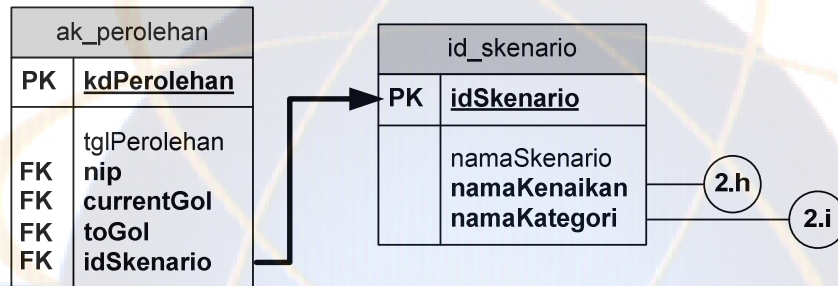 ak_perolehan
PK kdPerolehan
tglPerolehan
FK nip
FK currentGol
FK toGol
FK idSkenario
id_skenario
PK idSkenario
namaSkenario
namaKenaikan
namaKategori
2.h
2.i